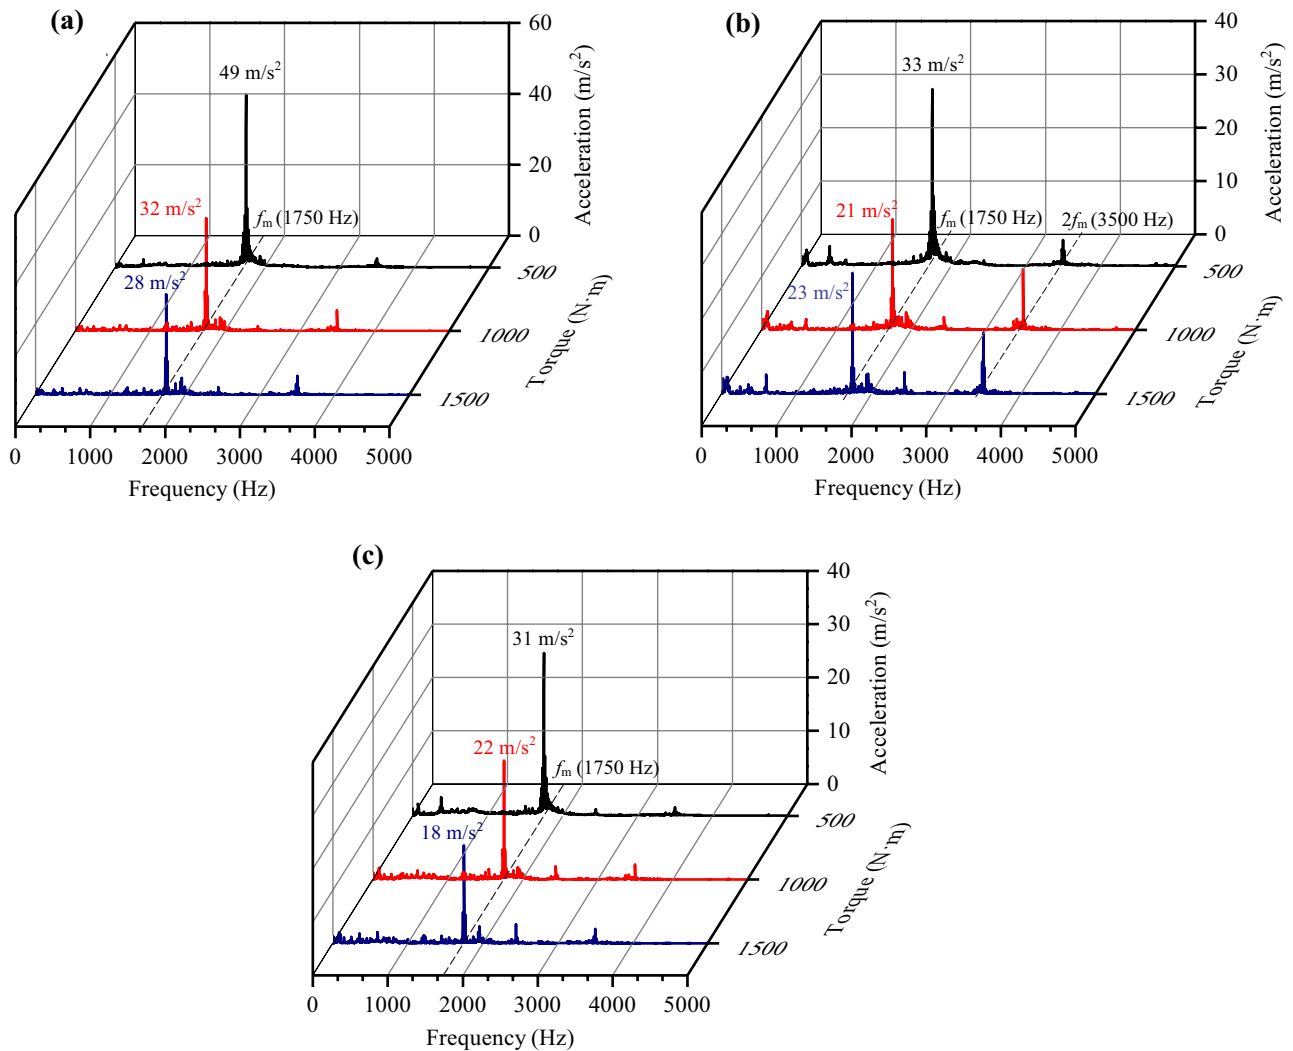 (a)
60
40
20
0
Acceleration (m/s²)
49 m/s²
32 m/s²
fm (1750 Hz)
28 m/s²
500
1000
1500
Torque (N·m)
0 1000 2000 3000 4000 5000
Frequency (Hz)
(b)
40
30
20
10
0
Acceleration (m/s²)
33 m/s²
21 m/s²
fm (1750 Hz)
2fm (3500 Hz)
23 m/s²
500
1000
1500
Torque (N·m)
0 1000 2000 3000 4000 5000
Frequency (Hz)
(c)
40
30
20
10
0
Acceleration (m/s²)
31 m/s²
22 m/s²
fm (1750 Hz)
18 m/s²
500
1000
1500
Torque (N·m)
0 1000 2000 3000 4000 5000
Frequency (Hz)